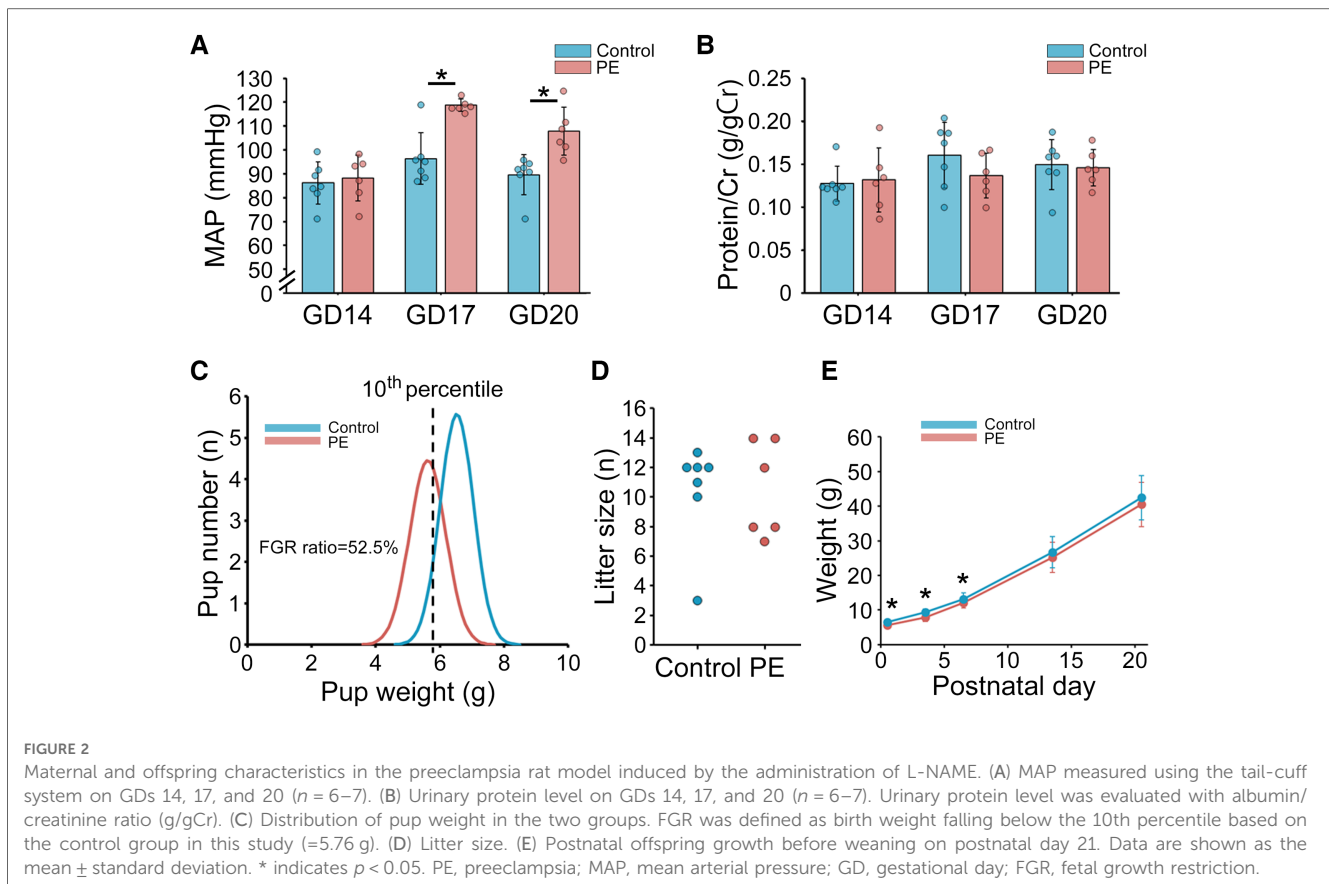 A
Control
PE
MAP (mmHg)
130
120
110
100
90
80
70
60
50
0
*
*
GD14 GD17 GD20
B
Control
PE
Protein/Cr (g/gCr)
0.25
0.20
0.15
0.10
0.05
0
GD14 GD17 GD20
C
10th percentile
Control
PE
FGR ratio=52.5%
Pup number (n)
6
5
4
3
2
1
0
0 2 4 6 8 10
Pup weight (g)
D
Litter size (n)
16
14
12
10
8
6
4
2
0
Control PE
E
Control
PE
Weight (g)
60
50
40
30
20
10
0
* * *
0 5 10 15 20
Postnatal day
FIGURE 2
Maternal and offspring characteristics in the preeclampsia rat model induced by the administration of L-NAME. (A) MAP measured using the tail-cuff
system on GDs 14, 17, and 20 (n = 6–7). (B) Urinary protein level on GDs 14, 17, and 20 (n = 6–7). Urinary protein level was evaluated with albumin/
creatinine ratio (g/gCr). (C) Distribution of pup weight in the two groups. FGR was defined as birth weight falling below the 10th percentile based on
the control group in this study (=5.76 g). (D) Litter size. (E) Postnatal offspring growth before weaning on postnatal day 21. Data are shown as the
mean ± standard deviation. * indicates p < 0.05. PE, preeclampsia; MAP, mean arterial pressure; GD, gestational day; FGR, fetal growth restriction.